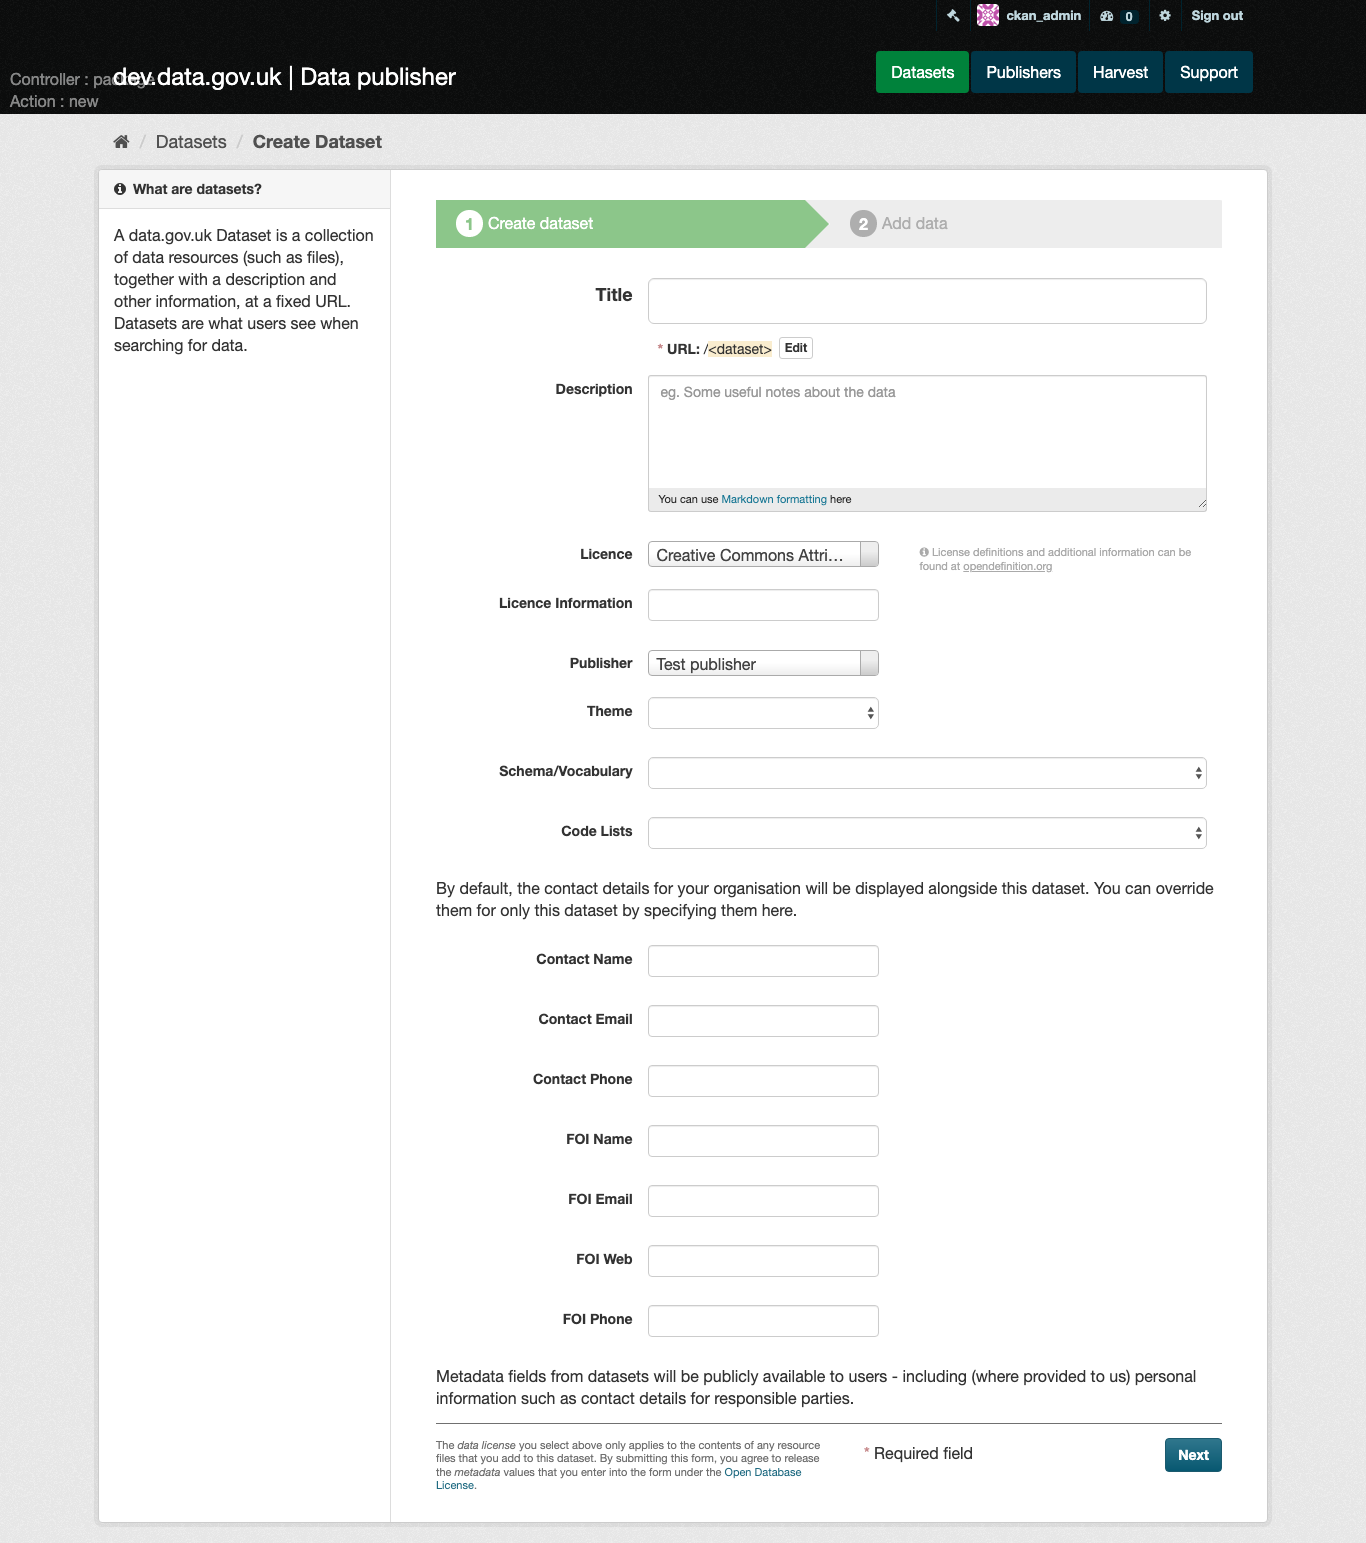 ckan_admin 0 Sign out
Controller : package
Action : new
dev.data.gov.uk | Data publisher
Datasets Publishers Harvest Support
/ Datasets / Create Dataset
What are datasets?
A data.gov.uk Dataset is a collection
of data resources (such as files),
together with a description and
other information, at a fixed URL.
Datasets are what users see when
searching for data.
1 Create dataset 2 Add data
Title
* URL: /<dataset> Edit
Description
eg. Some useful notes about the data
You can use Markdown formatting here
Licence Creative Commons Attri...
License definitions and additional information can be
found at opendefinition.org
Licence Information
Publisher Test publisher
Theme
Schema/Vocabulary
Code Lists
By default, the contact details for your organisation will be displayed alongside this dataset. You can override
them for only this dataset by specifying them here.
Contact Name
Contact Email
Contact Phone
FOI Name
FOI Email
FOI Web
FOI Phone
Metadata fields from datasets will be publicly available to users - including (where provided to us) personal
information such as contact details for responsible parties.
The data license you select above only applies to the contents of any resource
files that you add to this dataset. By submitting this form, you agree to release
the metadata values that you enter into the form under the Open Database
License.
* Required field
Next